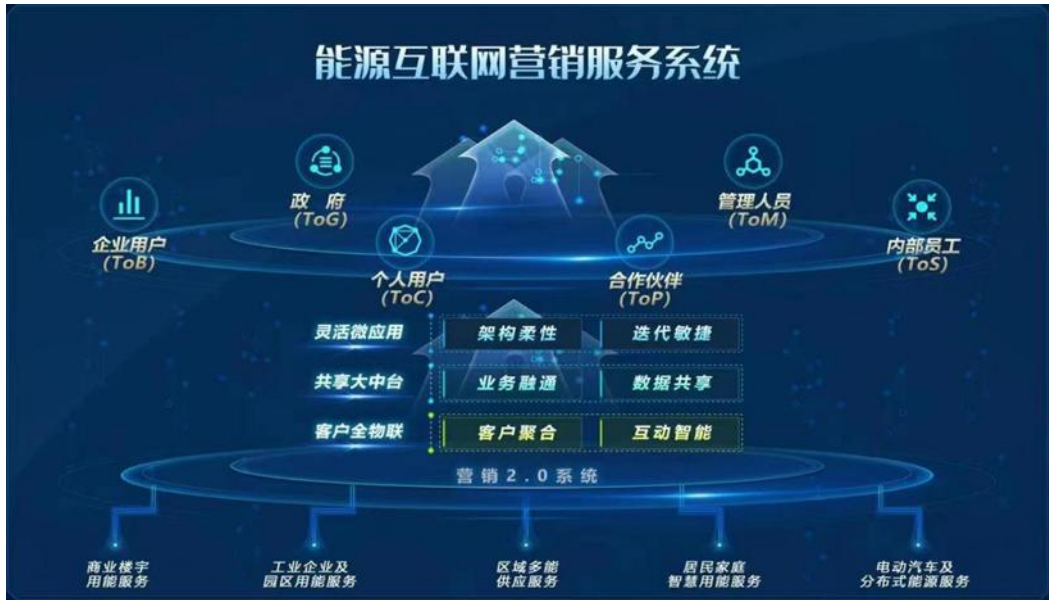 能源互联网营销服务系统
政 府
(ToG)
管理人员
(ToM)
企业用户
(ToB)
内部员工
(ToS)
个人用户
(ToC)
合作伙伴
(ToP)
灵活微应用 架构柔性 迭代敏捷
共享大中台 业务融通 数据共享
客户全物联 客户聚合 互动智能
营销2.0系统
商业楼宇
用能服务
工业企业及
园区用能服务
区域多能
供应服务
居民家庭
智慧用能服务
电动汽车及
分布式能源服务